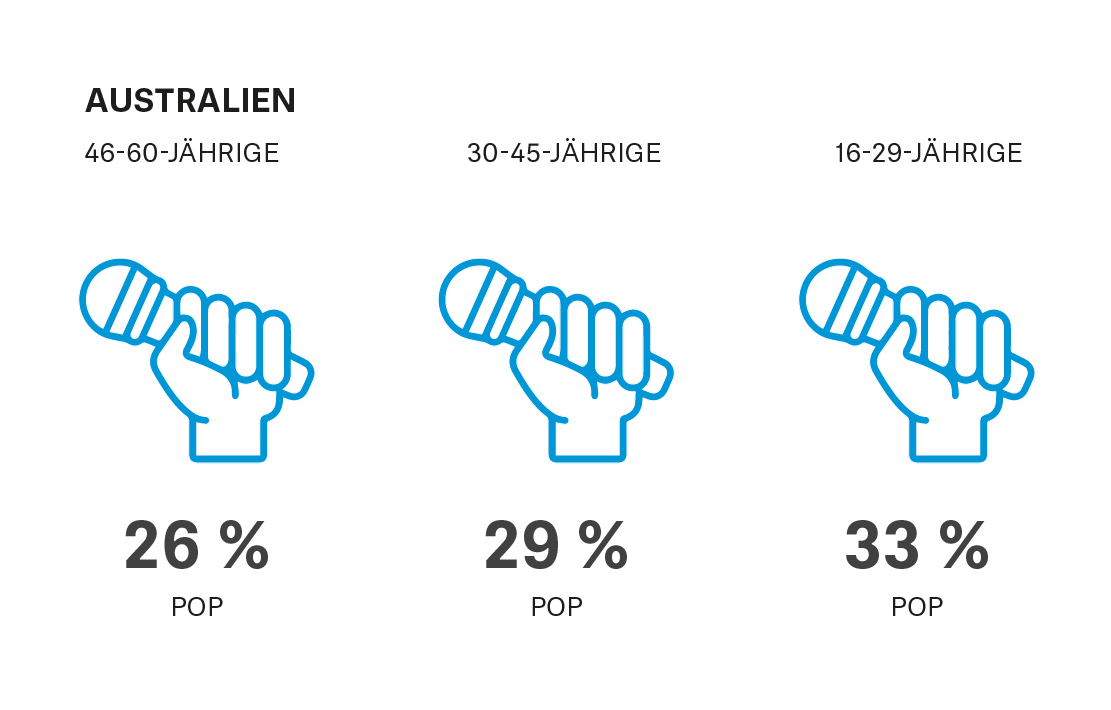 AUSTRALIEN
46-60-JÄHRIGE
30-45-JÄHRIGE
16-29-JÄHRIGE
26 %
29 %
33 %
POP
POP
POP